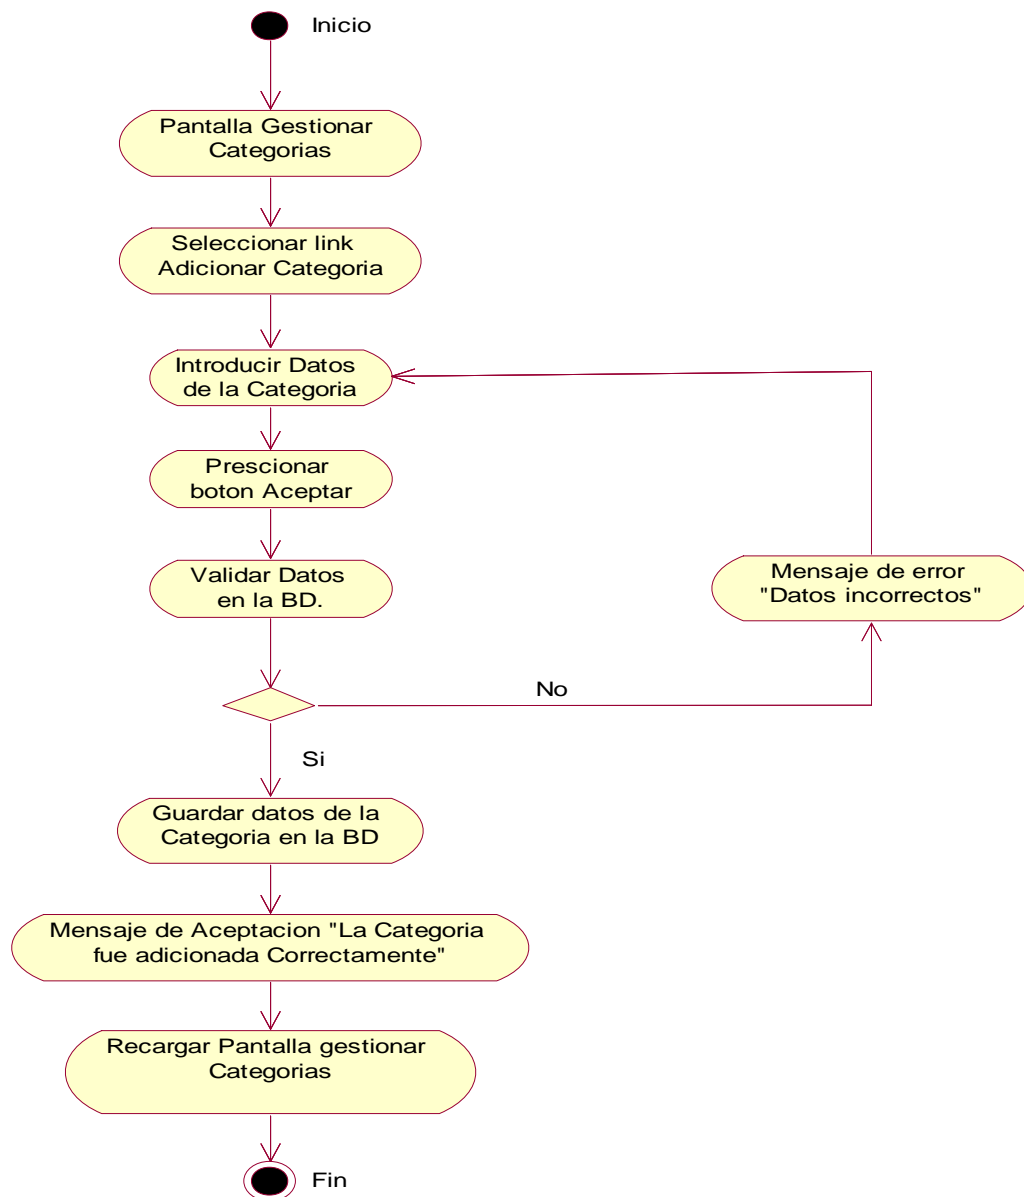 Inicio
Pantalla Gestionar
Categorias
Seleccionar link
Adicionar Categoria
Introducir Datos
de la Categoria
Prescionar
boton Aceptar
Validar Datos
en la BD.
Mensaje de error
"Datos incorrectos"
No
Si
Guardar datos de la
Categoria en la BD
Mensaje de Aceptacion "La Categoria
fue adicionada Correctamente"
Recargar Pantalla gestionar
Categorias
Fin